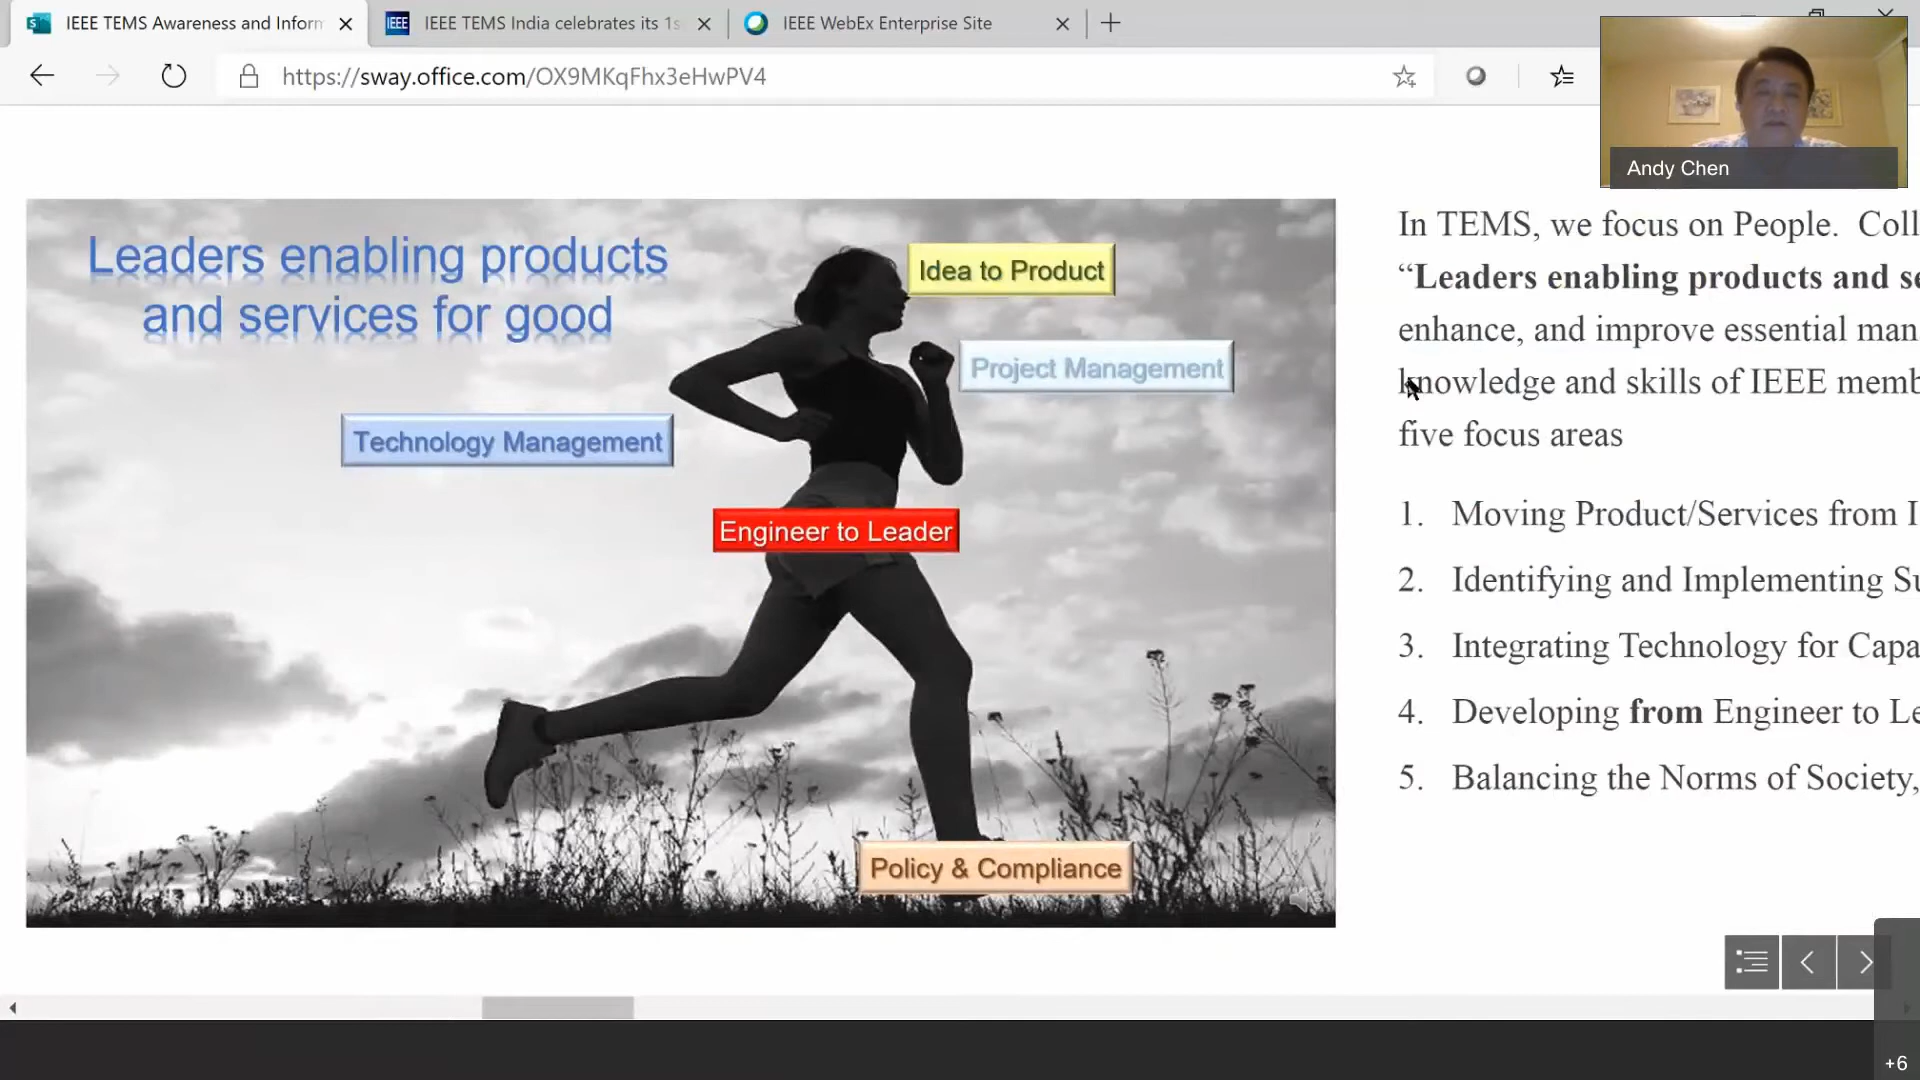 IEEE TEMS Awareness and Inforn
IEEE TEMS India celebrates its 1s
IEEE WebEx Enterprise Site
https://sway.office.com/OX9MKqFhx3eHwPV4
Andy Chen
Leaders enabling products
and services for good
Idea to Product
Project Management
Technology Management
Engineer to Leader
Policy & Compliance
In TEMS, we focus on People. Coll
“Leaders enabling products and se
enhance, and improve essential man
knowledge and skills of IEEE memb
five focus areas
1. Moving Product/Services from I
2. Identifying and Implementing Su
3. Integrating Technology for Capa
4. Developing from Engineer to Le
5. Balancing the Norms of Society,
+6